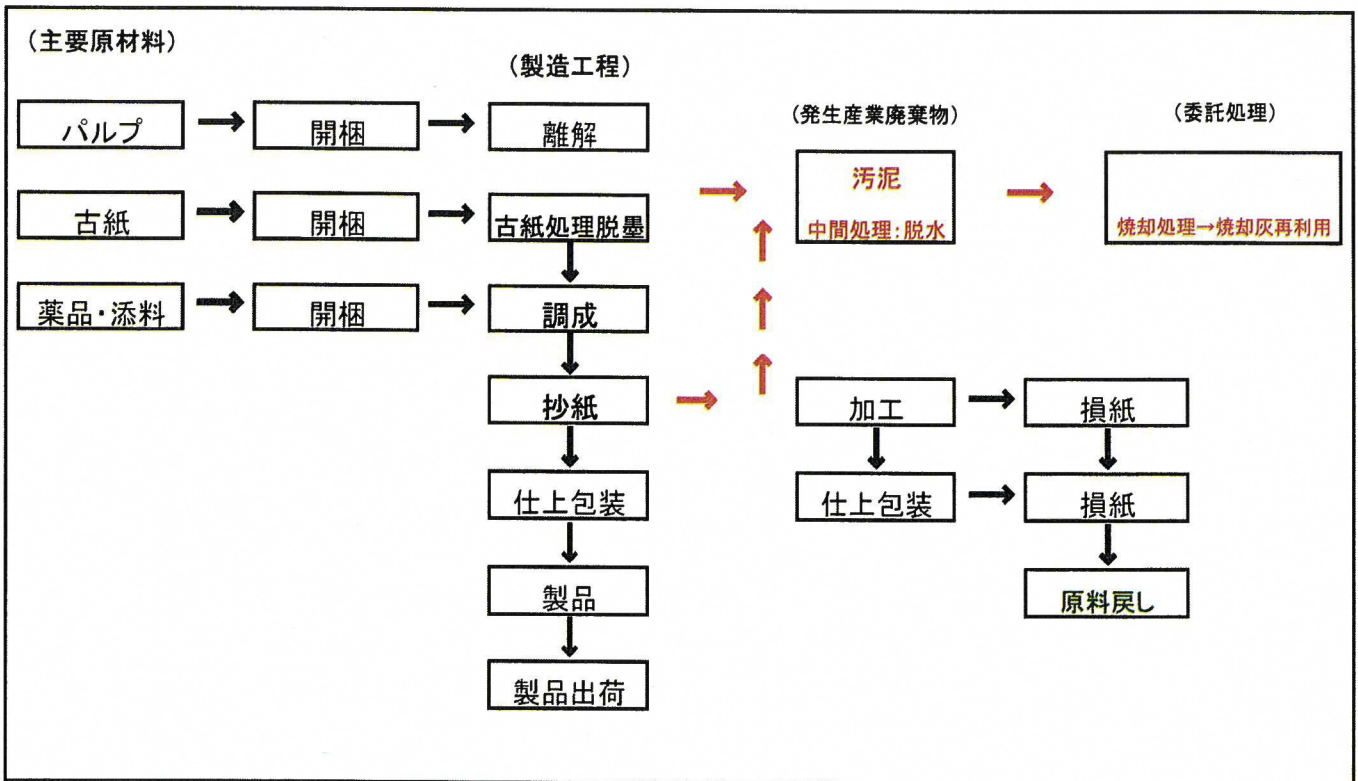 (主要原材料)
(製造工程)
(発生産業廃棄物)
(委託処理)
パルプ → 開梱 → 離解
汚泥
中間処理:脱水
焼却処理→焼却灰再利用
古紙 → 開梱 → 古紙処理脱墨
薬品・添料 → 開梱 → 調成
抄紙
加工 → 損紙
仕上包装
仕上包装 → 損紙
製品
原料戻し
製品出荷